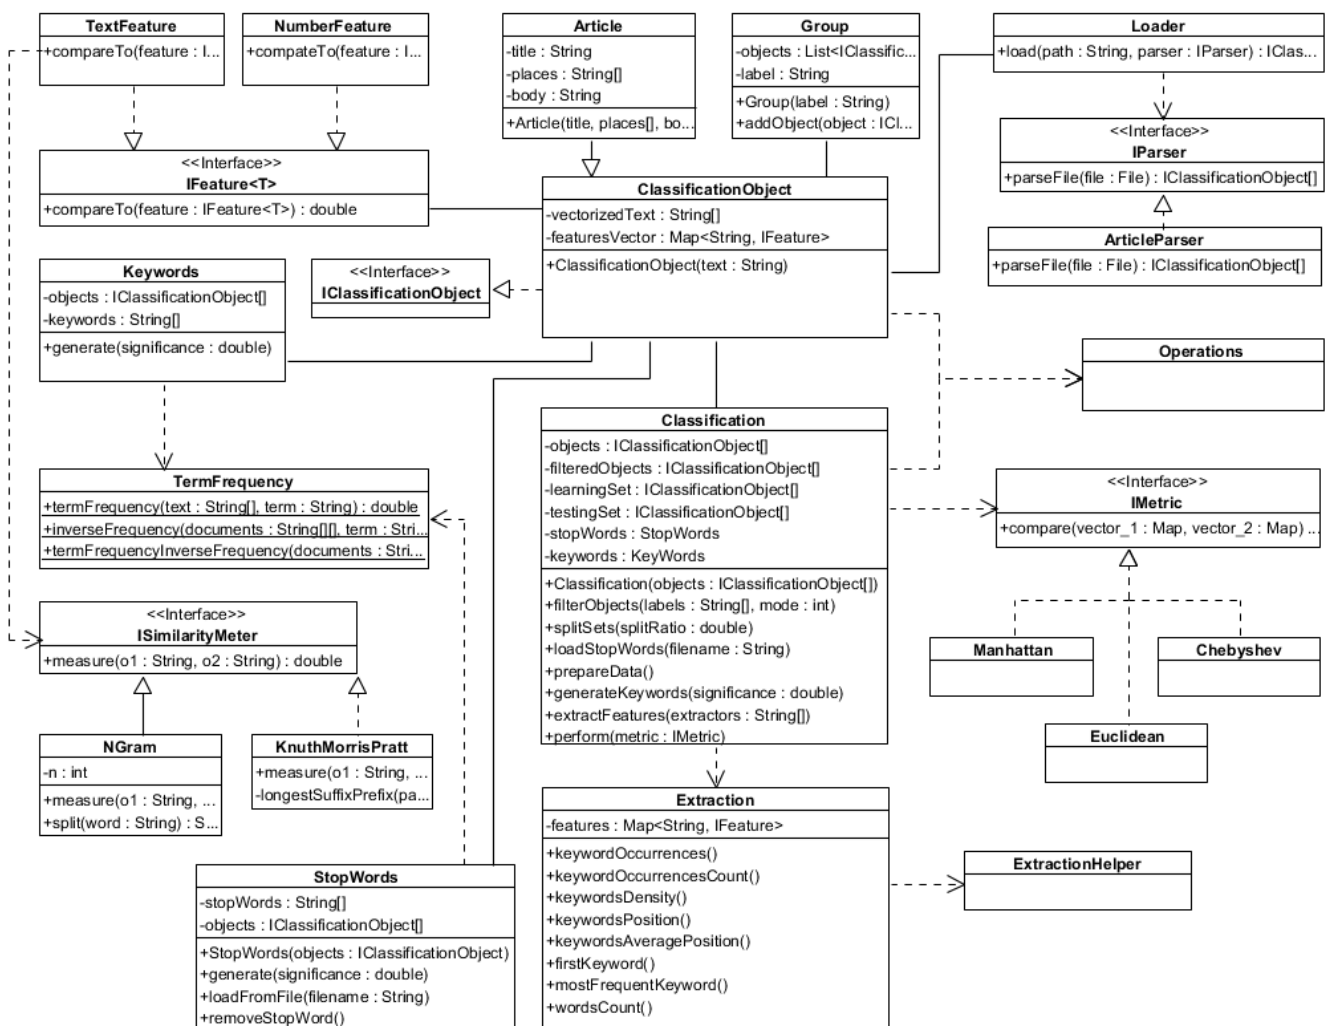 TextFeature
+compareTo(feature : I...
NumberFeature
+compateTo(feature : I...
Article
-title : String
-places : String[]
-body : String
+Article(title, places[], bo...
Group
-objects : List<IClassific...
-label : String
+Group(label : String)
+addObject(object : ICl...
Loader
+load(path : String, parser : IParser) : IClas...
<<Interface>>
IFeature<T>
+compareTo(feature : IFeature<T>) : double
ClassificationObject
-vectorizedText : String[]
-featuresVector : Map<String, IFeature>
+ClassificationObject(text : String)
<<Interface>>
IParser
+parseFile(file : File) : IClassificationObject[]
ArticleParser
+parseFile(file : File) : IClassificationObject[]
Keywords
-objects : IClassificationObject[]
-keywords : String[]
+generate(significance : double)
<<Interface>>
IClassificationObject
Operations
Classification
-objects : IClassificationObject[]
-filteredObjects : IClassificationObject[]
-learningSet : IClassificationObject[]
-testingSet : IClassificationObject[]
-stopWords : StopWords
-keywords : KeyWords
+Classification(objects : IClassificationObject[])
+filterObjects(labels : String[], mode : int)
+splitSets(splitRatio : double)
+loadStopWords(filename : String)
+prepareData()
+generateKeywords(significance : double)
+extractFeatures(extractors : String[])
+perform(metric : IMetric)
TermFrequency
+termFrequency(text : String[], term : String) : double
+inverseFrequency(documents : String[][], term : Stri...
+termFrequencyInverseFrequency(documents : Stri...
<<Interface>>
IMetric
+compare(vector_1 : Map, vector_2 : Map) ...
<<Interface>>
ISimilarityMeter
+measure(o1 : String, o2 : String) : double
Manhattan
Chebyshev
Euclidean
NGram
-n : int
+measure(o1 : String, ...
+split(word : String) : S...
KnuthMorrisPratt
+measure(o1 : String, ...
-longestSuffixPrefix(pa...
Extraction
-features : Map<String, IFeature>
+keywordOccurrences()
+keywordOccurrencesCount()
+keywordsDensity()
+keywordsPosition()
+keywordsAveragePosition()
+firstKeyword()
+mostFrequentKeyword()
+wordsCount()
ExtractionHelper
StopWords
-stopWords : String[]
-objects : IClassificationObject[]
+StopWords(objects : IClassificationObject)
+generate(significance : double)
+loadFromFile(filename : String)
+removeStopWord()